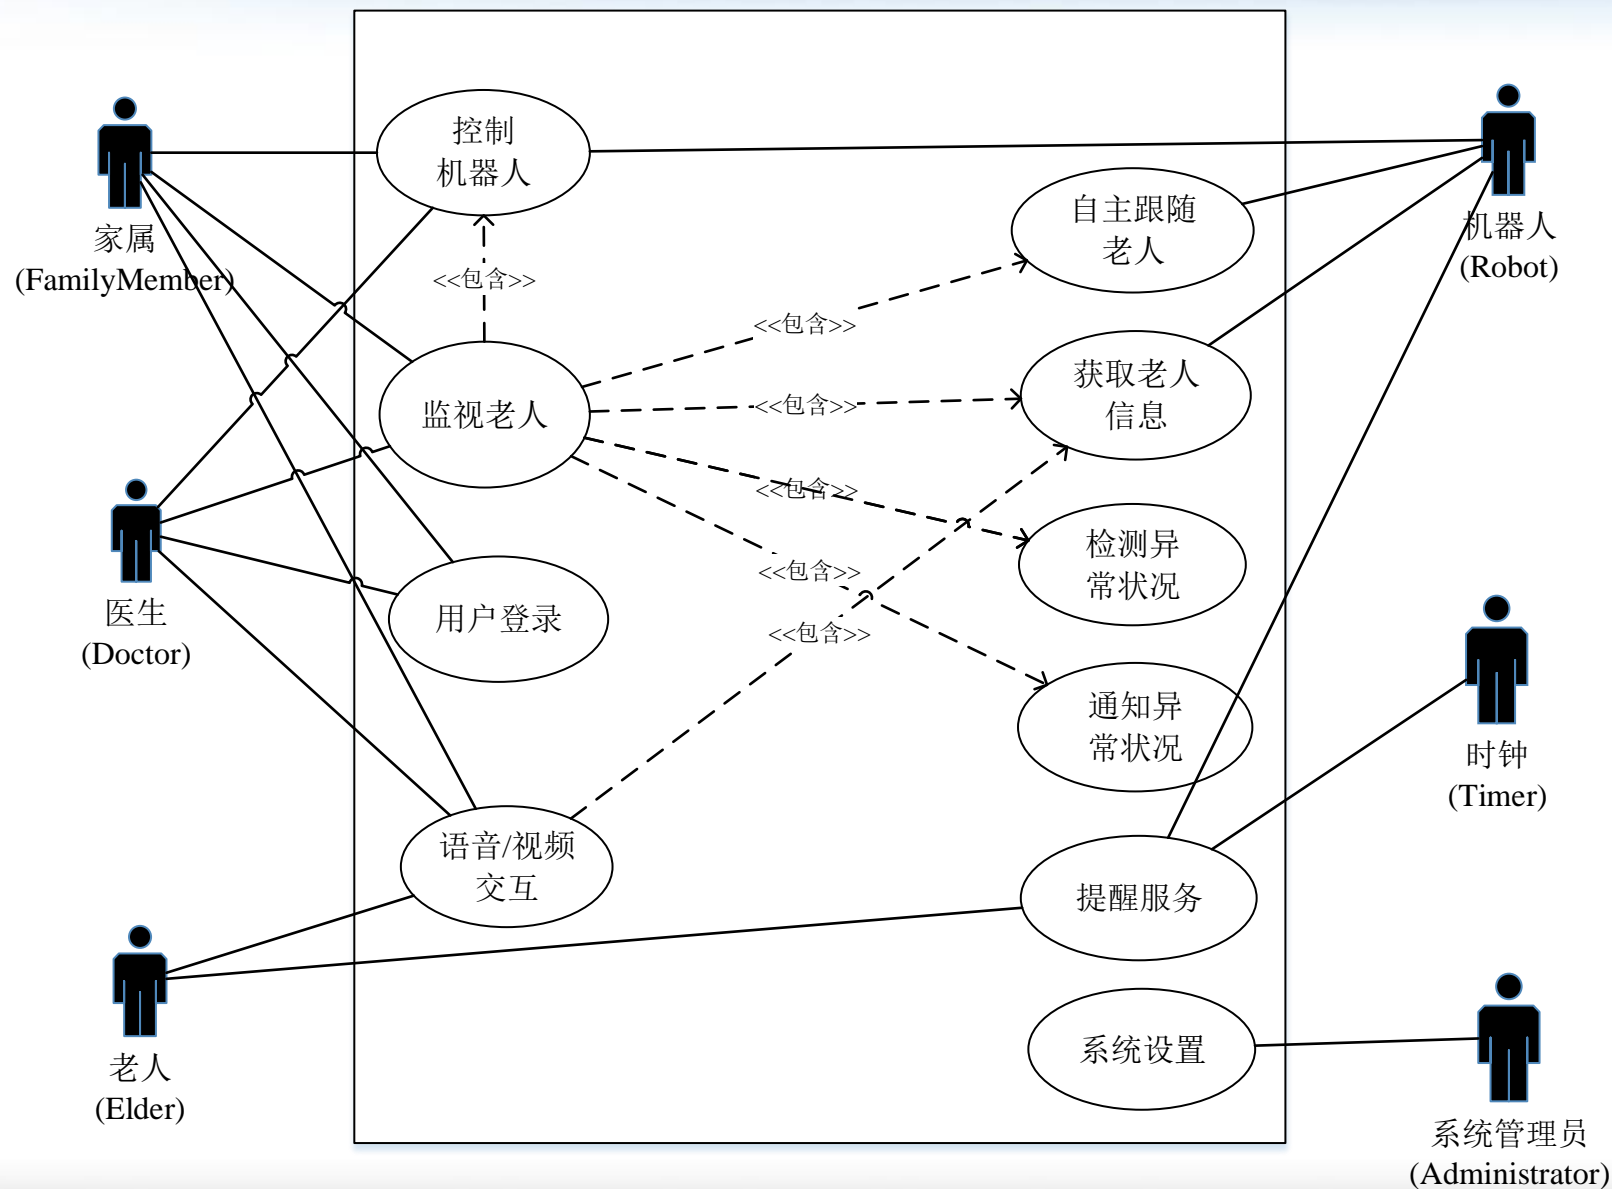 控制
机器人
自主跟随
老人
家属
(FamilyMember)
机器人
(Robot)
<<包含>>
<<包含>>
获取老人
信息
监视老人
<<包含>>
<<包含>>
检测异
常状况
<<包含>>
医生
(Doctor)
用户登录
<<包含>>
通知异
常状况
时钟
(Timer)
语音/视频
交互
提醒服务
老人
(Elder)
系统设置
系统管理员
(Administrator)